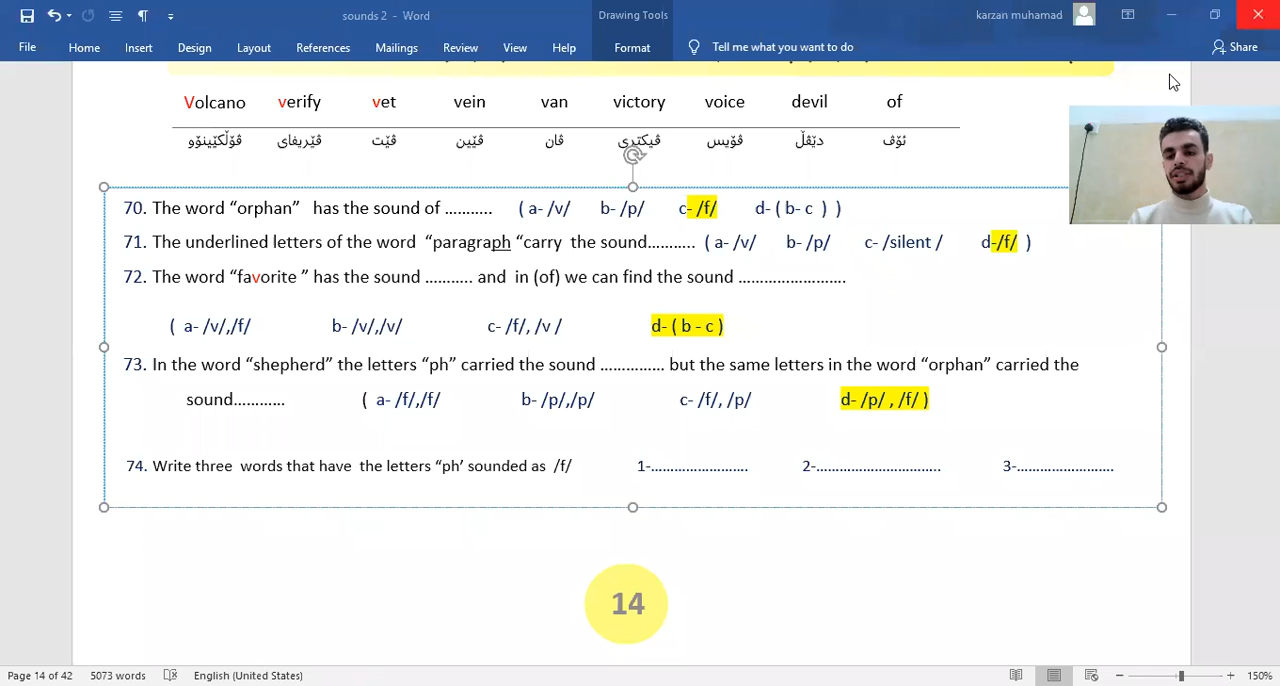 sounds 2 - Word
Drawing Tools
karzan muhamad
File Home Insert Design Layout References Mailings Review View Help Format Tell me what you want to do Share
Volcano verify vet vein van victory voice devil of
ڤۆڵکێینۆو ڤێریفای ڤێت ڤێین ڤان ڤیکتری ڤۆیس دێڤڵ ئۆڤ
70. The word “orphan” has the sound of ........... ( a- /v/ b- /p/ c- /f/ d- ( b- c ) )
71. The underlined letters of the word “paragraph “carry the sound........... ( a- /v/ b- /p/ c- /silent / d-/f/ )
72. The word “favorite ” has the sound ........... and in (of) we can find the sound .........................
( a- /v/,/f/ b- /v/,/v/ c- /f/, /v / d- ( b - c )
73. In the word “shepherd” the letters “ph” carried the sound ............... but the same letters in the word “orphan” carried the
sound............ ( a- /f/,/f/ b- /p/,/p/ c- /f/, /p/ d- /p/ , /f/ )
74. Write three words that have the letters “ph’ sounded as /f/ 1-....................... 2-............................. 3-.......................
14
Page 14 of 42 5073 words English (United States) 150%